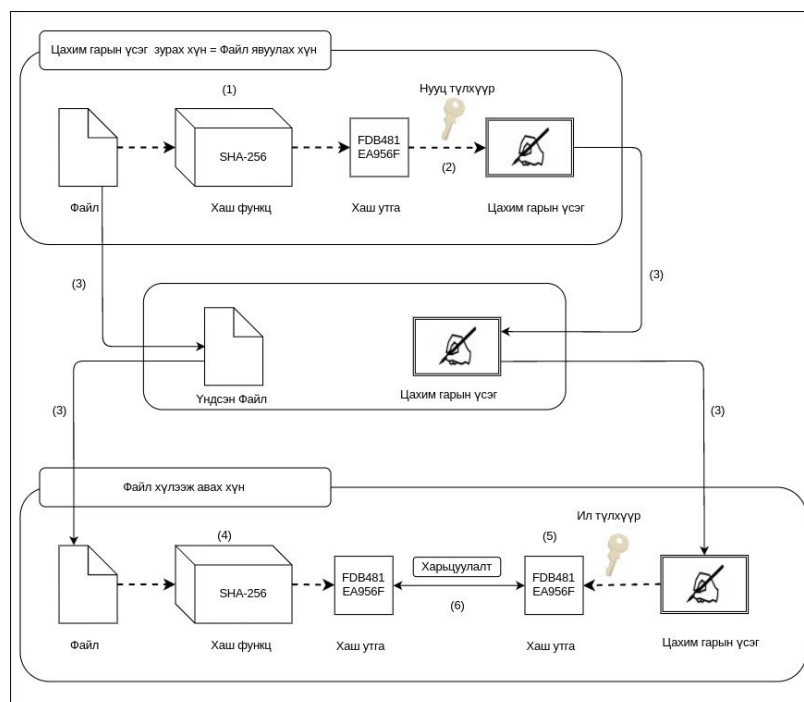 Цахим гарын үсэг зурах хүн = Файл явуулах хүн
(1)
Нууц түлхүүр
SHA-256
FDB481
EA956F
(2)
Файл
Хаш функц
Хаш утга
Цахим гарын үсэг
(3)
(3)
Үндсэн Файл
Цахим гарын үсэг
(3)
(3)
Файл хүлээж авах хүн
(4)
(5)
Ил түлхүүр
SHA-256
FDB481
EA956F
Харьцуулалт
(6)
FDB481
EA956F
Файл
Хаш функц
Хаш утга
Хаш утга
Цахим гарын үсэг